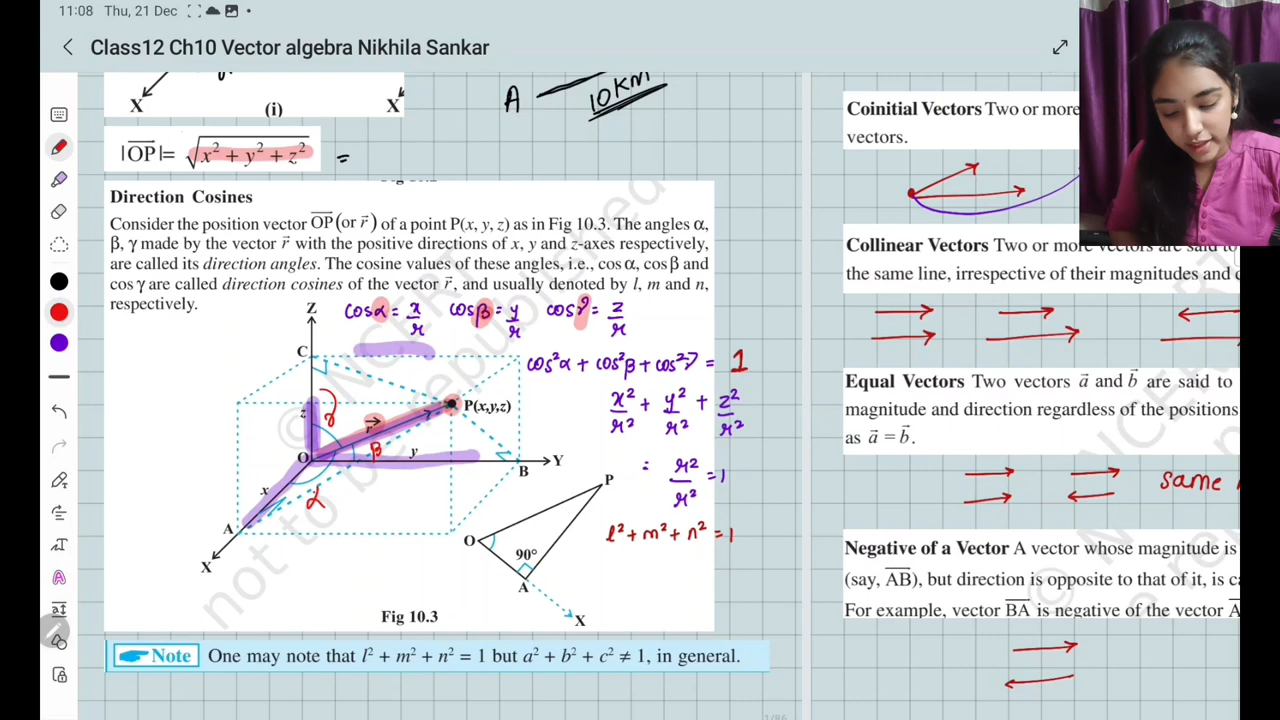 11:08 Thu, 21 Dec
Class12 Ch10 Vector algebra Nikhila Sankar
X
(i)
X
A
10 KM
|OP|= √x² + y² + z² =
Direction Cosines
Consider the position vector OP (or r) of a point P(x, y, z) as in Fig 10.3. The angles α,
β, γ made by the vector r with the positive directions of x, y and z-axes respectively,
are called its direction angles. The cosine values of these angles, i.e., cos α, cos β and
cos γ are called direction cosines of the vector r, and usually denoted by l, m and n,
respectively.
Z
cosα = x/r cosβ = y/r cosγ = z/r
C
cos²α + cos²β + cos²γ = 1
x²/r² + y²/r² + z²/r²
z
γ
r
P(x,y,z)
O
β
y
B
Y
= r²/r² = 1
x
α
P
A
l² + m² + n² = 1
O
90°
X
A
X
Fig 10.3
Note One may note that l² + m² + n² = 1 but a² + b² + c² ≠ 1, in general.
1/86
Coinitial Vectors Two or more
vectors.
Collinear Vectors Two or more vectors are said to
the same line, irrespective of their magnitudes and
Equal Vectors Two vectors a and b are said to
magnitude and direction regardless of the positions
as a = b.
same
Negative of a Vector A vector whose magnitude is
(say, AB), but direction is opposite to that of it, is
For example, vector BA is negative of the vector
not to be
© NCERT